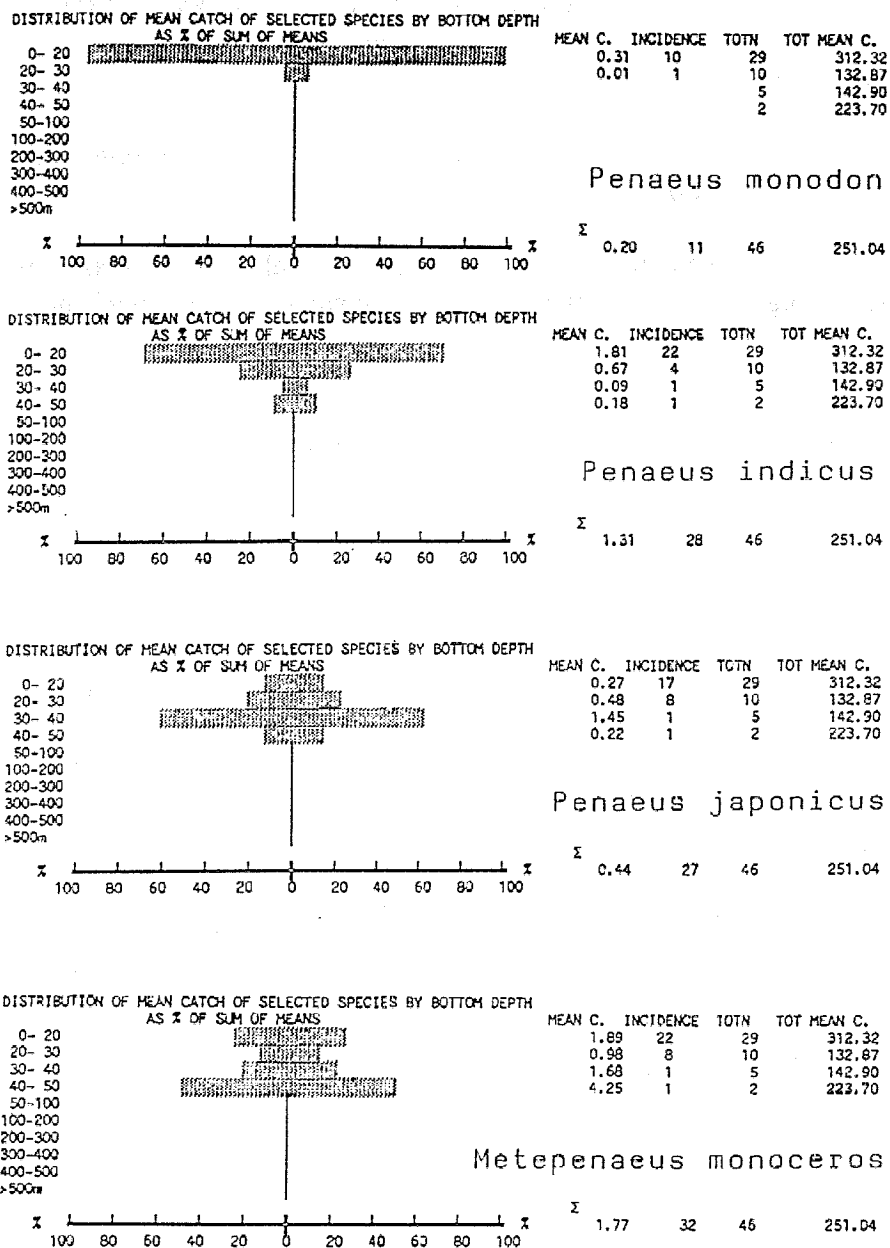 DISTRIBUTION OF MEAN CATCH OF SELECTED SPECIES BY BOTTOM DEPTH
AS % OF SUM OF MEANS
MEAN C. INCIDENCE TOTN TOT MEAN C.
0- 20 0.31 10 29 312.32
20- 30 0.01 1 10 132.87
30- 40 5 142.90
40- 50 2 223.70
50-100
100-200
200-300
300-400
400-500
>500m
Penaeus monodon
Σ
0.20 11 46 251.04
% 100 80 60 40 20 0 20 40 60 80 100 %
DISTRIBUTION OF MEAN CATCH OF SELECTED SPECIES BY BOTTOM DEPTH
AS % OF SUM OF MEANS
MEAN C. INCIDENCE TOTN TOT MEAN C.
0- 20 1.81 22 29 312.32
20- 30 0.67 4 10 132.87
30- 40 0.09 1 5 142.90
40- 50 0.18 1 2 223.70
50-100
100-200
200-300
300-400
400-500
>500m
Penaeus indicus
Σ
1.31 28 46 251.04
% 100 80 60 40 20 0 20 40 60 80 100 %
DISTRIBUTION OF MEAN CATCH OF SELECTED SPECIES BY BOTTOM DEPTH
AS % OF SUM OF MEANS
MEAN C. INCIDENCE TOTN TOT MEAN C.
0- 20 0.27 17 29 312.32
20- 30 0.48 8 10 132.87
30- 40 1.45 1 5 142.90
40- 50 0.22 1 2 223.70
50-100
100-200
200-300
300-400
400-500
>500m
Penaeus japonicus
Σ
0.44 27 46 251.04
% 100 80 60 40 20 0 20 40 60 80 100 %
DISTRIBUTION OF MEAN CATCH OF SELECTED SPECIES BY BOTTOM DEPTH
AS % OF SUM OF MEANS
MEAN C. INCIDENCE TOTN TOT MEAN C.
0- 20 1.89 22 29 312.32
20- 30 0.98 8 10 132.87
30- 40 1.68 1 5 142.90
40- 50 4.25 1 2 223.70
50-100
100-200
200-300
300-400
400-500
>500m
Metepenaeus monoceros
Σ
1.77 32 46 251.04
% 100 80 60 40 20 0 20 40 60 80 100 %